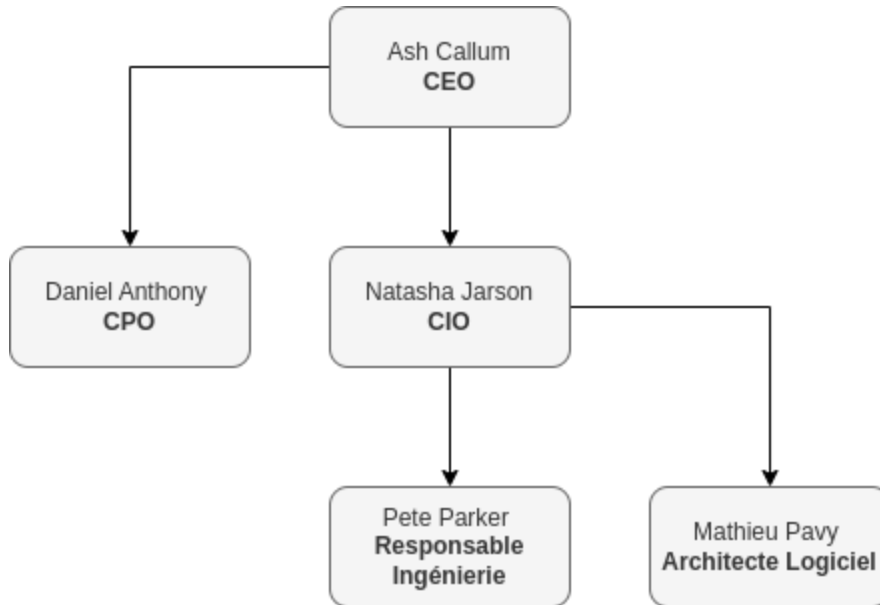 Ash Callum
CEO
Daniel Anthony
CPO
Natasha Jarson
CIO
Pete Parker
Responsable
Ingénierie
Mathieu Pavy
Architecte Logiciel